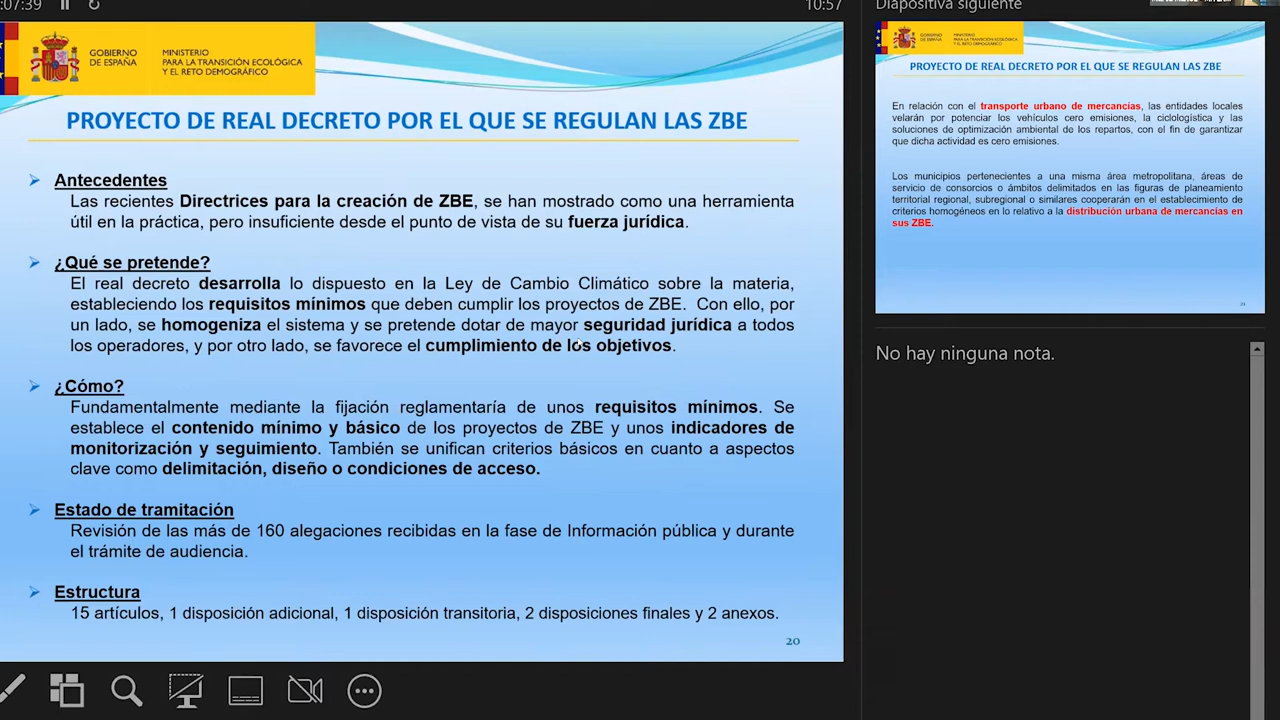 :07:39
10:57
Diapositiva siguiente
GOBIERNO
DE ESPAÑA
MINISTERIO
PARA LA TRANSICIÓN ECOLÓGICA
Y EL RETO DEMOGRÁFICO
PROYECTO DE REAL DECRETO POR EL QUE SE REGULAN LAS ZBE
Antecedentes
Las recientes Directrices para la creación de ZBE, se han mostrado como una herramienta
útil en la práctica, pero insuficiente desde el punto de vista de su fuerza jurídica.
¿Qué se pretende?
El real decreto desarrolla lo dispuesto en la Ley de Cambio Climático sobre la materia,
estableciendo los requisitos mínimos que deben cumplir los proyectos de ZBE. Con ello, por
un lado, se homogeniza el sistema y se pretende dotar de mayor seguridad jurídica a todos
los operadores, y por otro lado, se favorece el cumplimiento de los objetivos.
¿Cómo?
Fundamentalmente mediante la fijación reglamentaría de unos requisitos mínimos. Se
establece el contenido mínimo y básico de los proyectos de ZBE y unos indicadores de
monitorización y seguimiento. También se unifican criterios básicos en cuanto a aspectos
clave como delimitación, diseño o condiciones de acceso.
Estado de tramitación
Revisión de las más de 160 alegaciones recibidas en la fase de Información pública y durante
el trámite de audiencia.
Estructura
15 artículos, 1 disposición adicional, 1 disposición transitoria, 2 disposiciones finales y 2 anexos.
20
GOBIERNO
DE ESPAÑA
MINISTERIO
PARA LA TRANSICIÓN ECOLÓGICA
Y EL RETO DEMOGRÁFICO
PROYECTO DE REAL DECRETO POR EL QUE SE REGULAN LAS ZBE
En relación con el transporte urbano de mercancías, las entidades locales
velarán por potenciar los vehículos cero emisiones, la ciclologística y las
soluciones de optimización ambiental de los repartos, con el fin de garantizar
que dicha actividad es cero emisiones.
Los municipios pertenecientes a una misma área metropolitana, áreas de
servicio de consorcios o ámbitos delimitados en las figuras de planeamiento
territorial regional, subregional o similares cooperarán en el establecimiento de
criterios homogéneos en lo relativo a la distribución urbana de mercancías en
sus ZBE.
21
No hay ninguna nota.